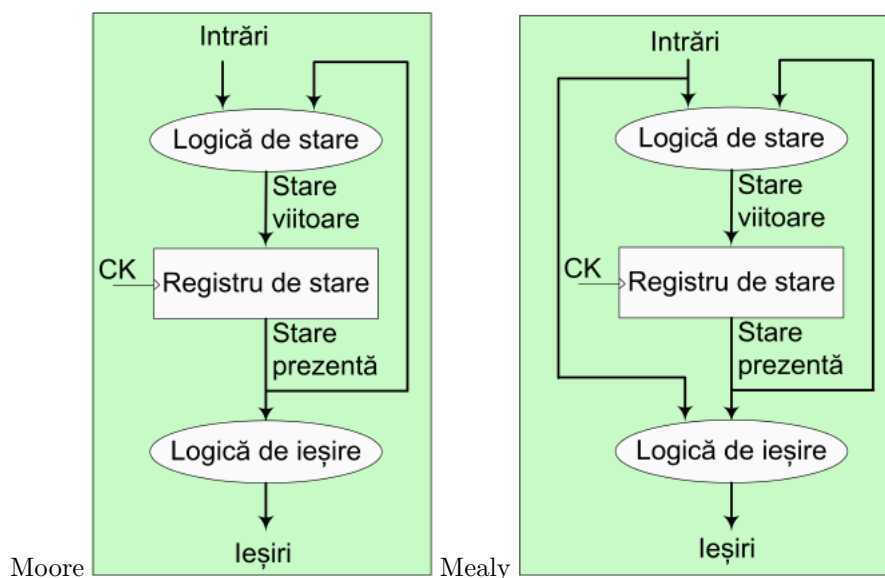 Intrări
Logică de stare
Stare
viitoare
CK
Registru de stare
Stare
prezentă
Logică de ieșire
Ieșiri
Moore
Intrări
Logică de stare
Stare
viitoare
CK
Registru de stare
Stare
prezentă
Logică de ieșire
Ieșiri
Mealy